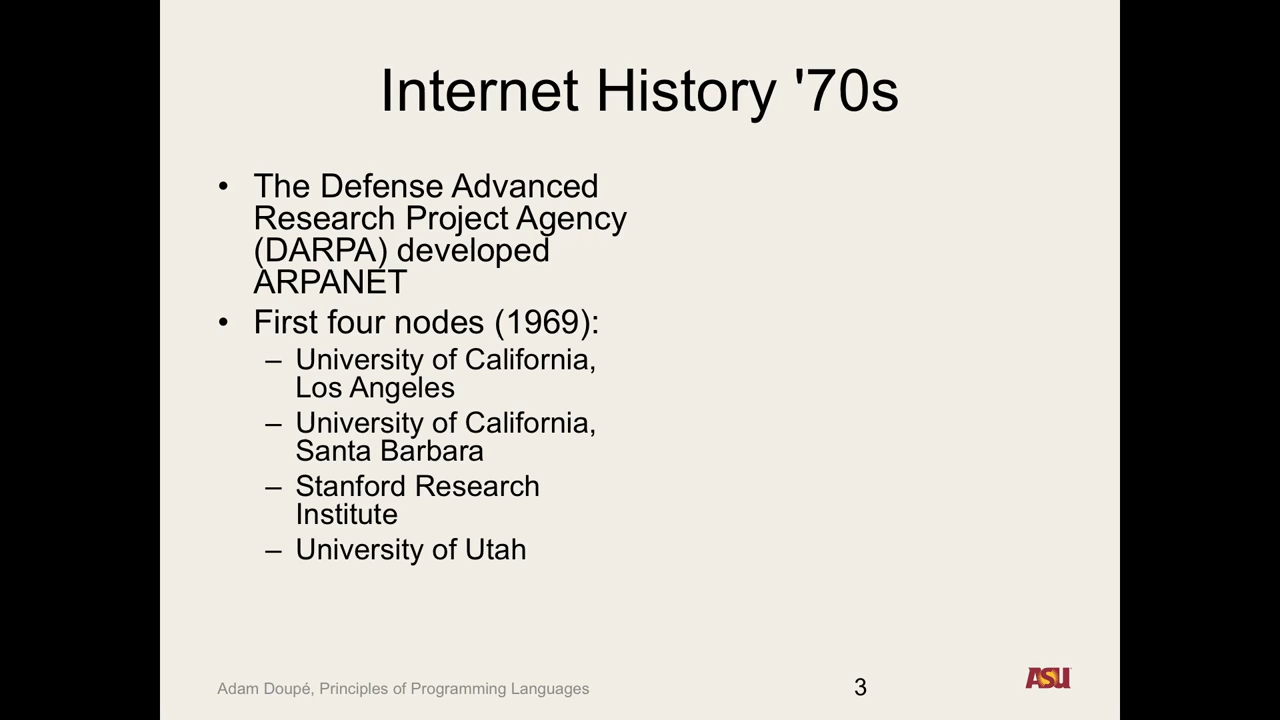 Internet History '70s
• The Defense Advanced
Research Project Agency
(DARPA) developed
ARPANET
• First four nodes (1969):
– University of California,
Los Angeles
– University of California,
Santa Barbara
– Stanford Research
Institute
– University of Utah
Adam Doupé, Principles of Programming Languages
3
ASU